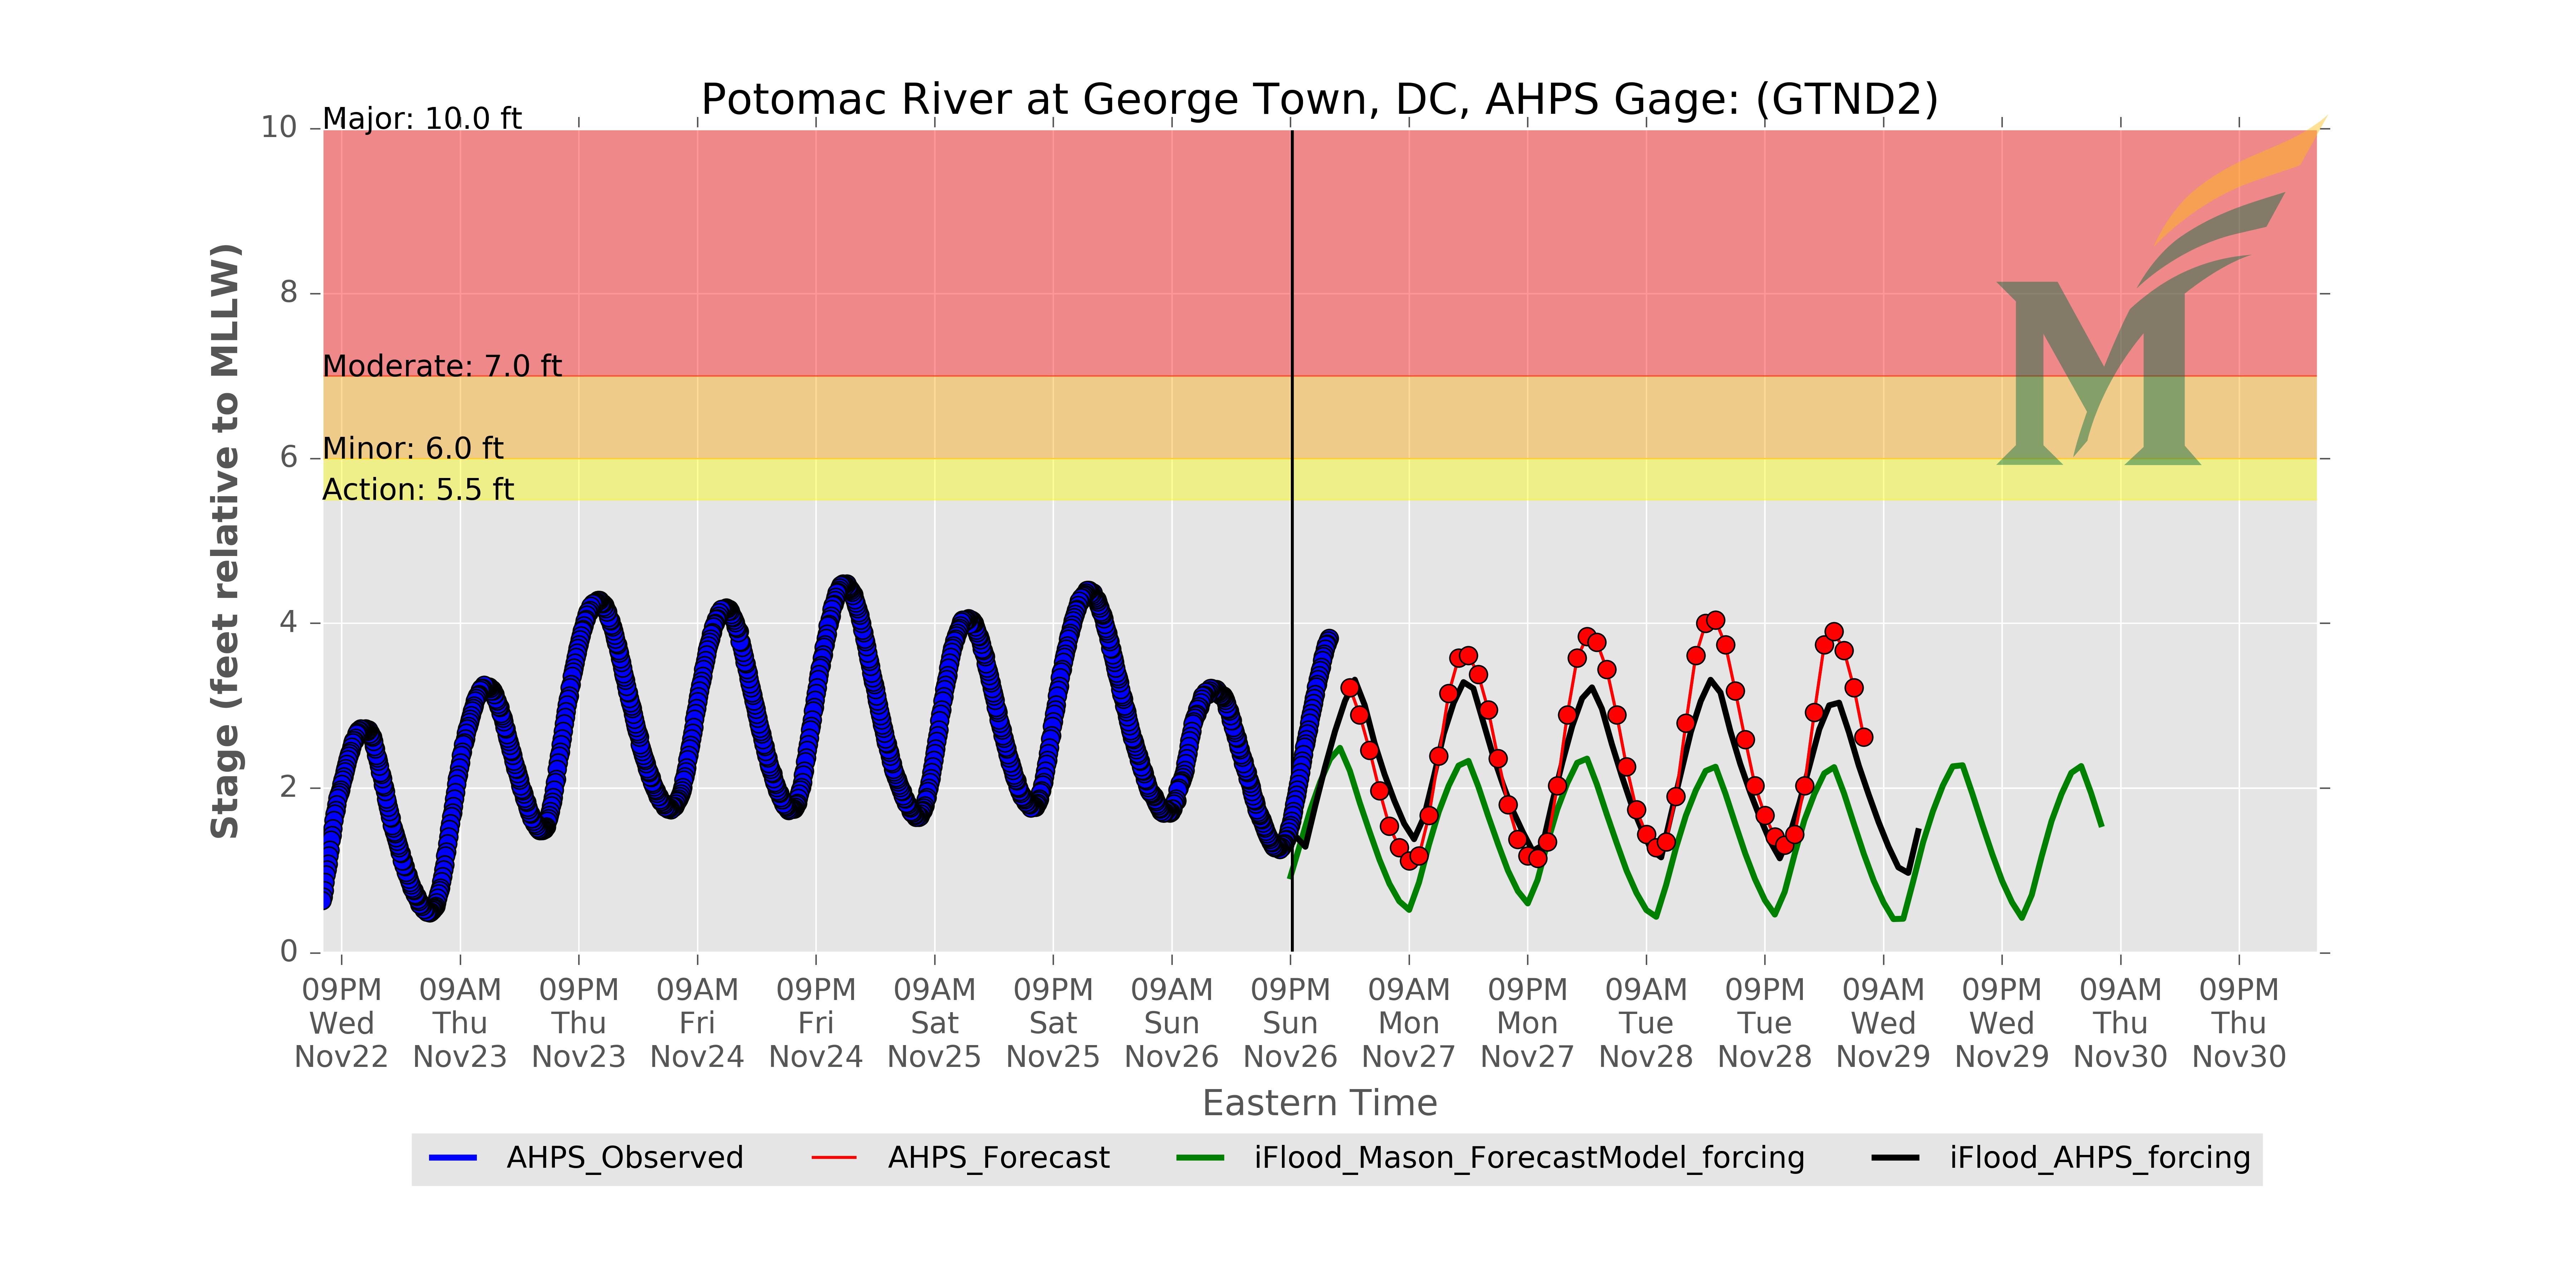 Potomac River at George Town, DC, AHPS Gage: (GTND2)
Major: 10.0 ft
Moderate: 7.0 ft
Minor: 6.0 ft
Action: 5.5 ft
Stage (feet relative to MLLW)
10
8
6
4
2
0
09PM 09AM 09PM 09AM 09PM 09AM 09PM 09AM 09PM 09AM 09PM 09AM 09PM 09AM 09PM 09AM 09PM
Wed Thu Thu Fri Fri Sat Sat Sun Sun Mon Mon Tue Tue Wed Wed Thu Thu
Nov22 Nov23 Nov23 Nov24 Nov24 Nov25 Nov25 Nov26 Nov26 Nov27 Nov27 Nov28 Nov28 Nov29 Nov29 Nov30 Nov30
Eastern Time
AHPS_Observed AHPS_Forecast iFlood_Mason_ForecastModel_forcing iFlood_AHPS_forcing